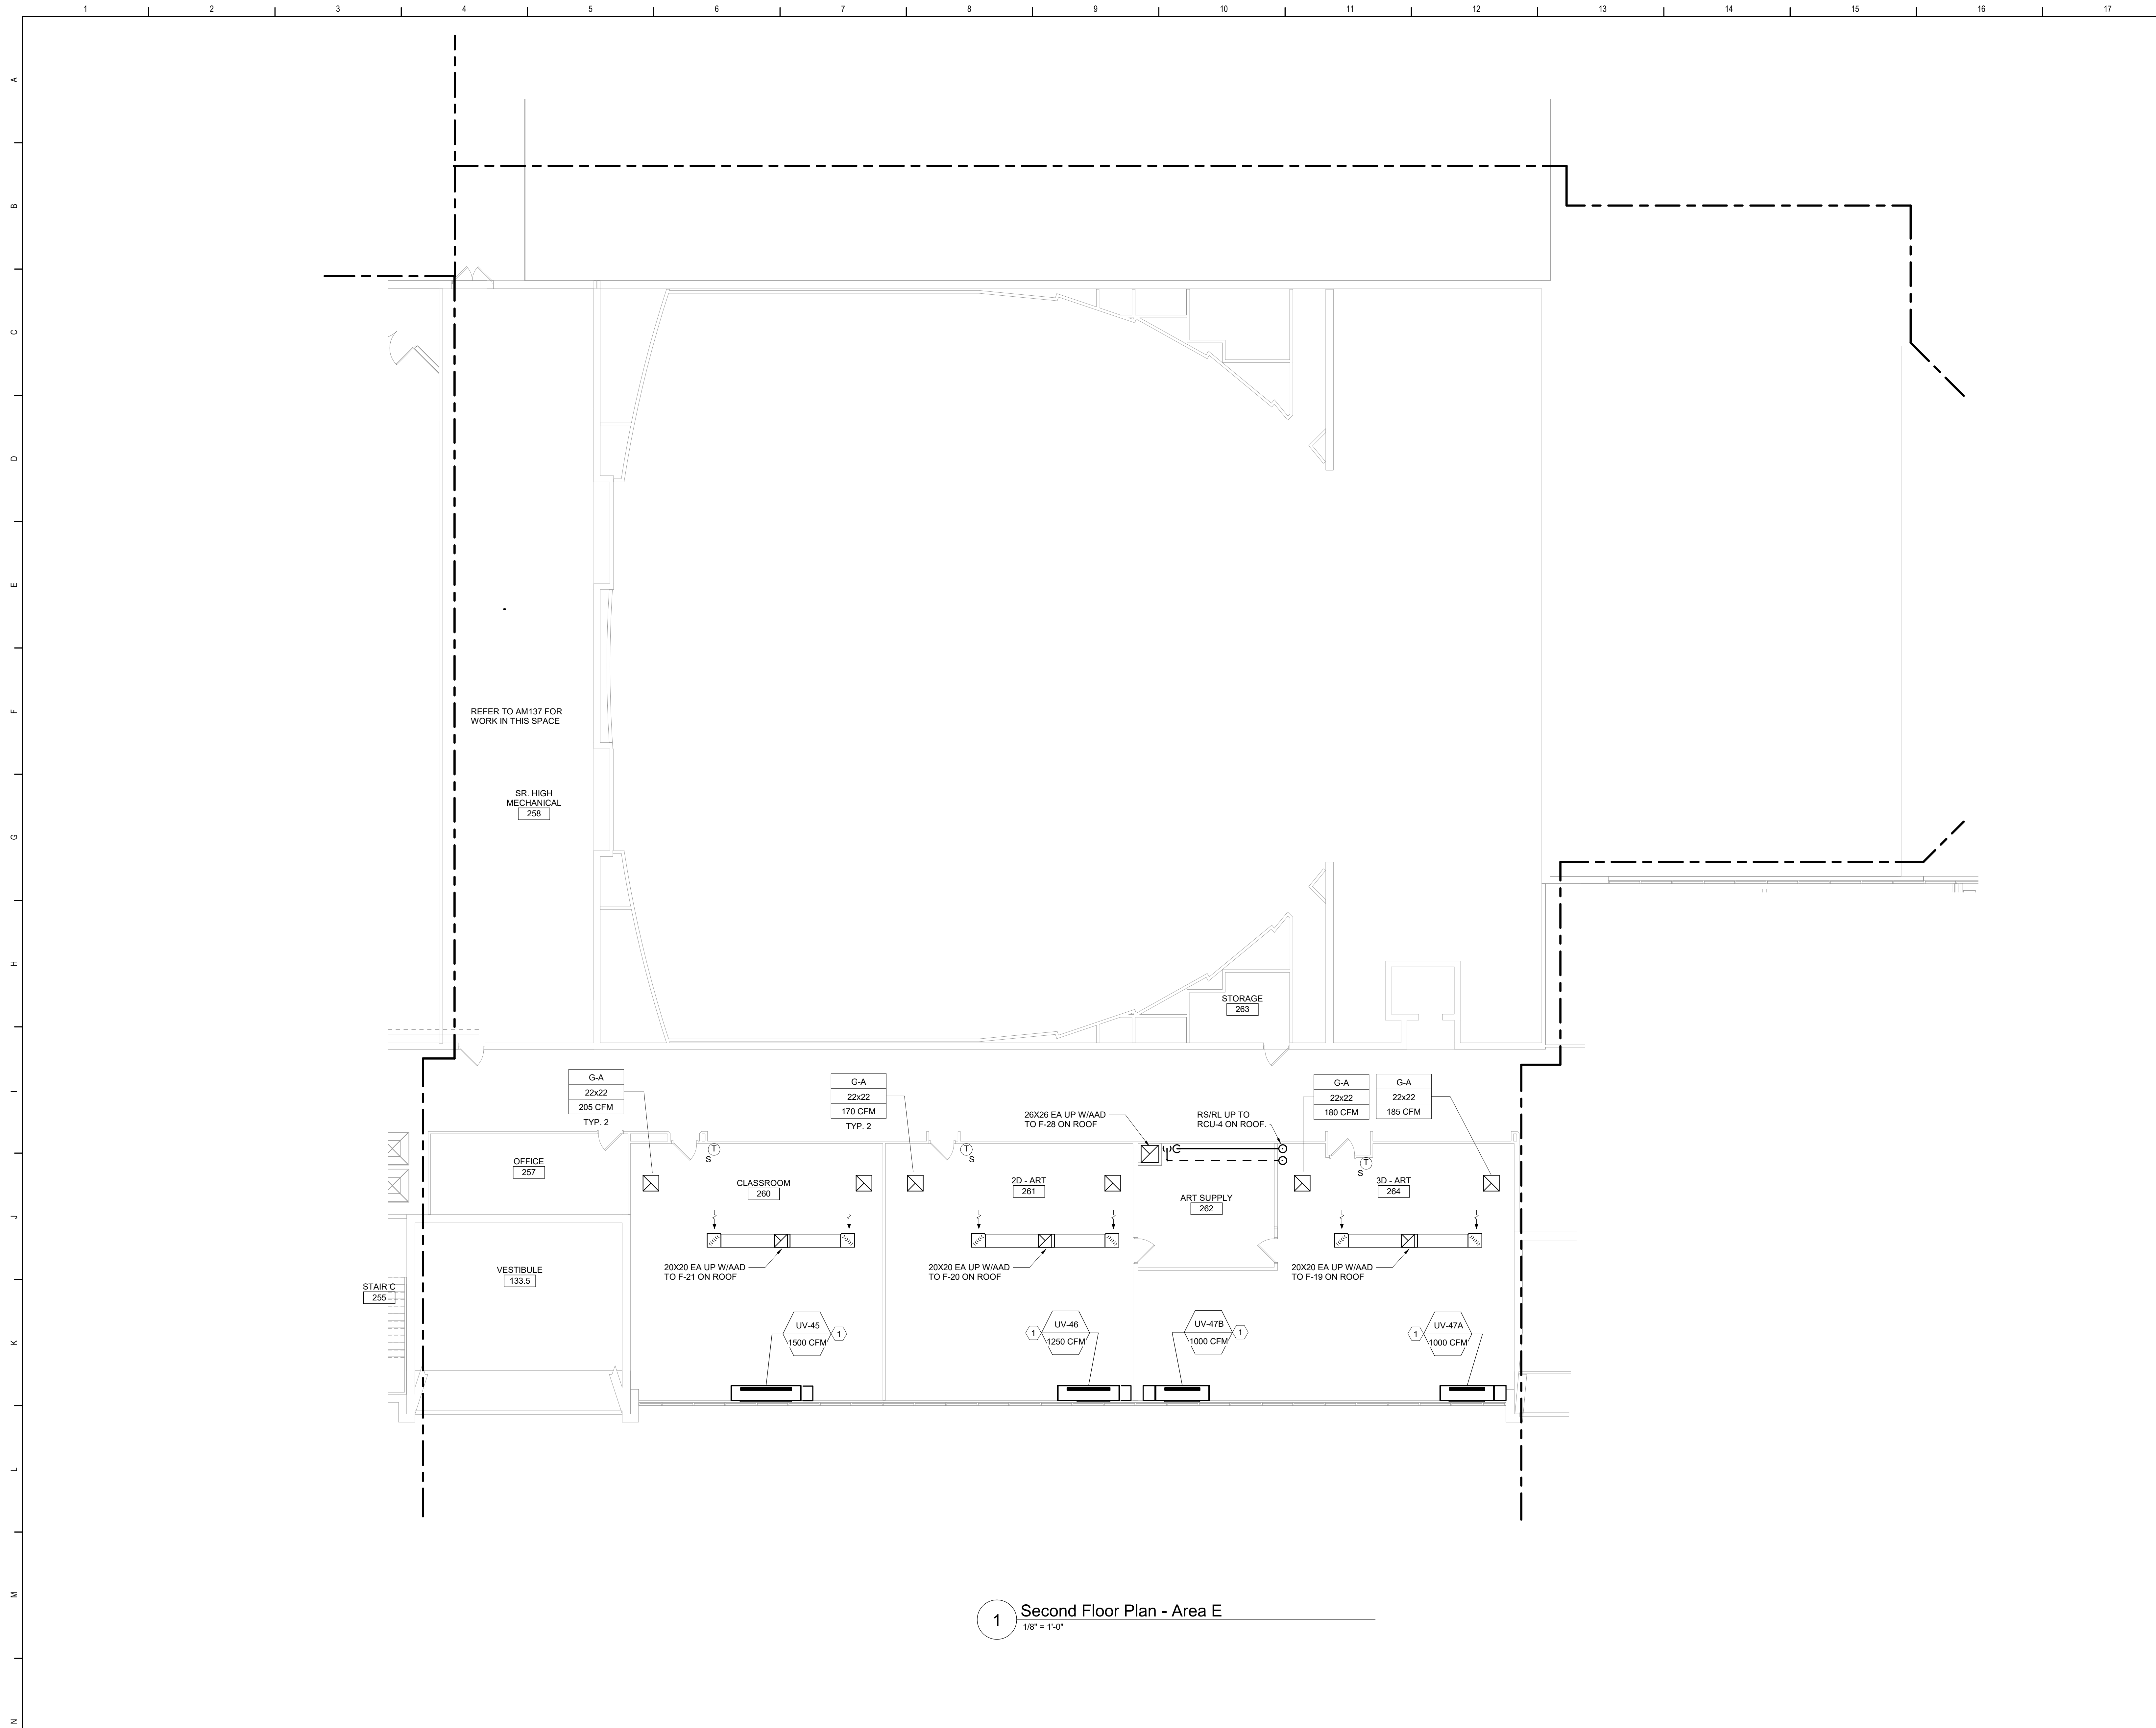 1 2 3 4 5 6 7 8 9 10 11 12 13 14 15 16 17
A
B
C
D
E
F
G
H
I
J
K
L
M
N
REFER TO AM137 FOR
WORK IN THIS SPACE
SR. HIGH
MECHANICAL
258
STORAGE
263
G-A
22x22
205 CFM
TYP. 2
G-A
22x22
170 CFM
TYP. 2
26X26 EA UP W/AAD
TO F-28 ON ROOF
RS/RL UP TO
RCU-4 ON ROOF.
G-A
22x22
180 CFM
G-A
22x22
185 CFM
T
S
T
S
T
S
OFFICE
257
CLASSROOM
260
2D - ART
261
ART SUPPLY
262
3D - ART
264
20X20 EA UP W/AAD
TO F-21 ON ROOF
20X20 EA UP W/AAD
TO F-20 ON ROOF
20X20 EA UP W/AAD
TO F-19 ON ROOF
VESTIBULE
133.5
STAIR C
255
UV-45
1500 CFM
1
1
UV-46
1250 CFM
UV-47B
1000 CFM
1
1
UV-47A
1000 CFM
1
Second Floor Plan - Area E
1/8" = 1'-0"